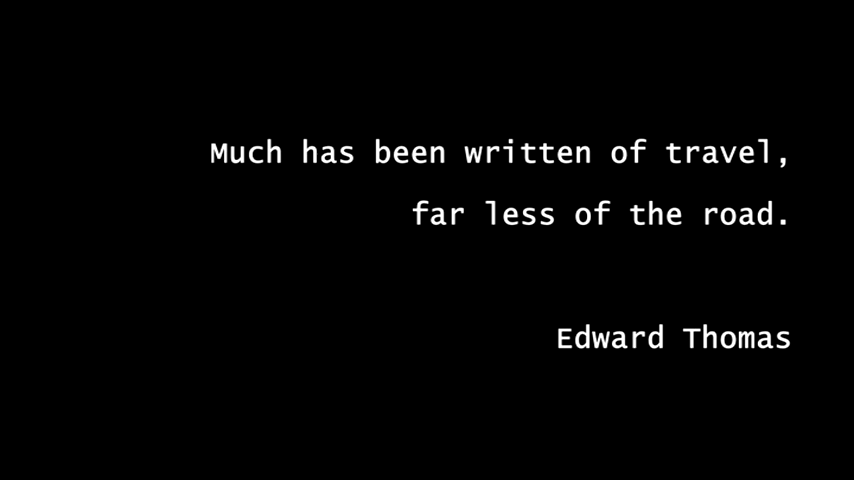 Much has been written of travel,
far less of the road.
Edward Thomas